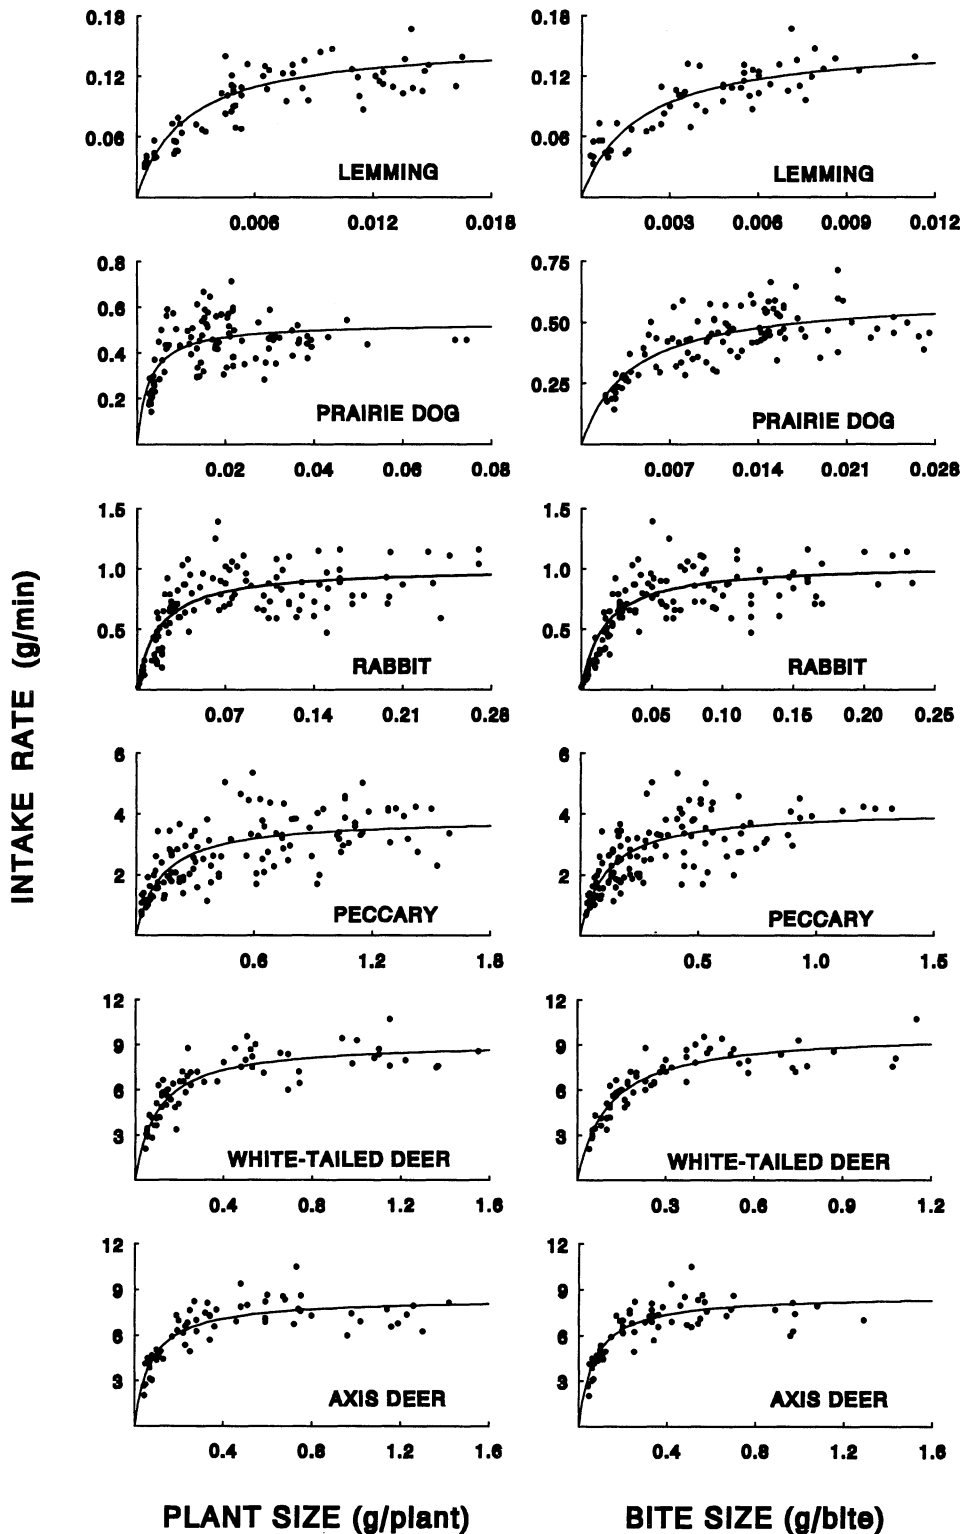 INTAKE RATE (g/min)
0.18
0.12
0.06
LEMMING
0.006 0.012 0.018
0.18
0.12
0.06
LEMMING
0.003 0.006 0.009 0.012
0.8
0.6
0.4
0.2
PRAIRIE DOG
0.02 0.04 0.06 0.08
0.75
0.50
0.25
PRAIRIE DOG
0.007 0.014 0.021 0.028
1.5
1.0
0.5
RABBIT
0.07 0.14 0.21 0.28
1.5
1.0
0.5
RABBIT
0.05 0.10 0.15 0.20 0.25
6
4
2
PECCARY
0.6 1.2 1.8
6
4
2
PECCARY
0.5 1.0 1.5
12
9
6
3
WHITE-TAILED DEER
0.4 0.8 1.2 1.6
12
9
6
3
WHITE-TAILED DEER
0.3 0.6 0.9 1.2
12
9
6
3
AXIS DEER
0.4 0.8 1.2 1.6
12
9
6
3
AXIS DEER
0.4 0.8 1.2 1.6
PLANT SIZE (g/plant)
BITE SIZE (g/bite)